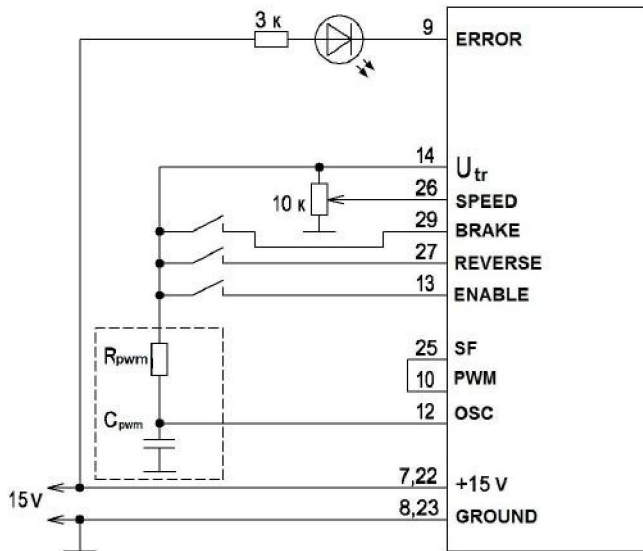 3 к
9 ERROR
14 Utr
10 к
26 SPEED
29 BRAKE
27 REVERSE
13 ENABLE
Rpwm
25 SF
10 PWM
Cpwm
12 OSC
15 V
7,22 +15 V
8,23 GROUND